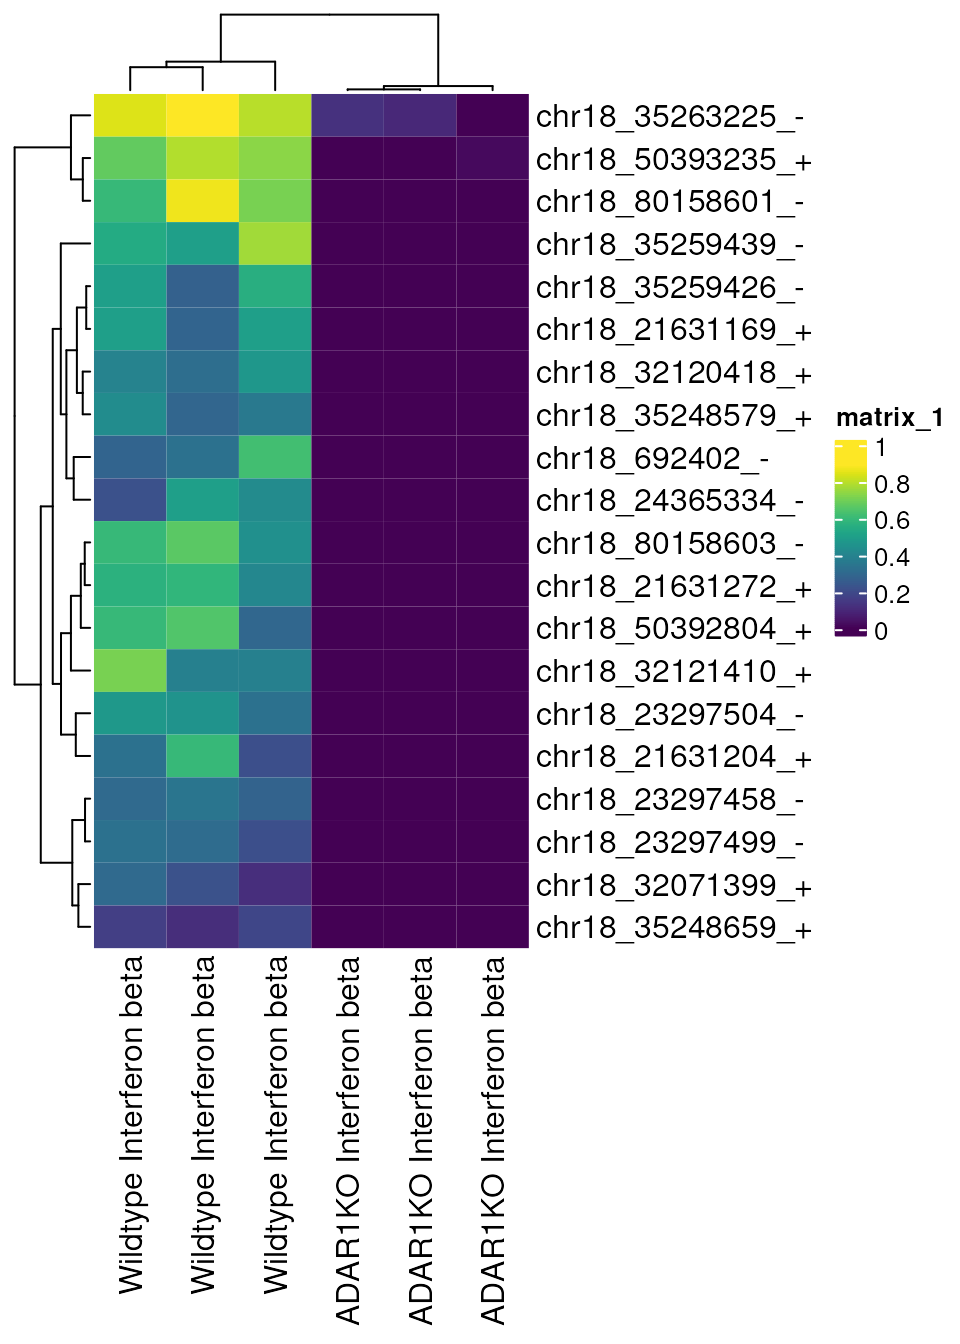 chr18_35263225_-
chr18_50393235_+
chr18_80158601_-
chr18_35259439_-
chr18_35259426_-
chr18_21631169_+
chr18_32120418_+
chr18_35248579_+
chr18_692402_-
chr18_24365334_-
chr18_80158603_-
chr18_21631272_+
chr18_50392804_+
chr18_32121410_+
chr18_23297504_-
chr18_21631204_+
chr18_23297458_-
chr18_23297499_-
chr18_32071399_+
chr18_35248659_+
matrix_1
1
0.8
0.6
0.4
0.2
0
Wildtype Interferon beta
Wildtype Interferon beta
Wildtype Interferon beta
ADAR1KO Interferon beta
ADAR1KO Interferon beta
ADAR1KO Interferon beta